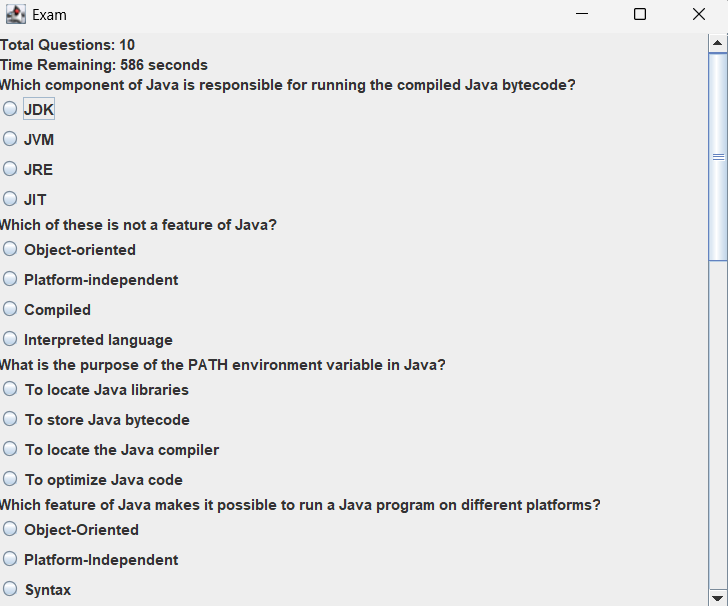 Exam
Total Questions: 10
Time Remaining: 586 seconds
Which component of Java is responsible for running the compiled Java bytecode?
JDK
JVM
JRE
JIT
Which of these is not a feature of Java?
Object-oriented
Platform-independent
Compiled
Interpreted language
What is the purpose of the PATH environment variable in Java?
To locate Java libraries
To store Java bytecode
To locate the Java compiler
To optimize Java code
Which feature of Java makes it possible to run a Java program on different platforms?
Object-Oriented
Platform-Independent
Syntax